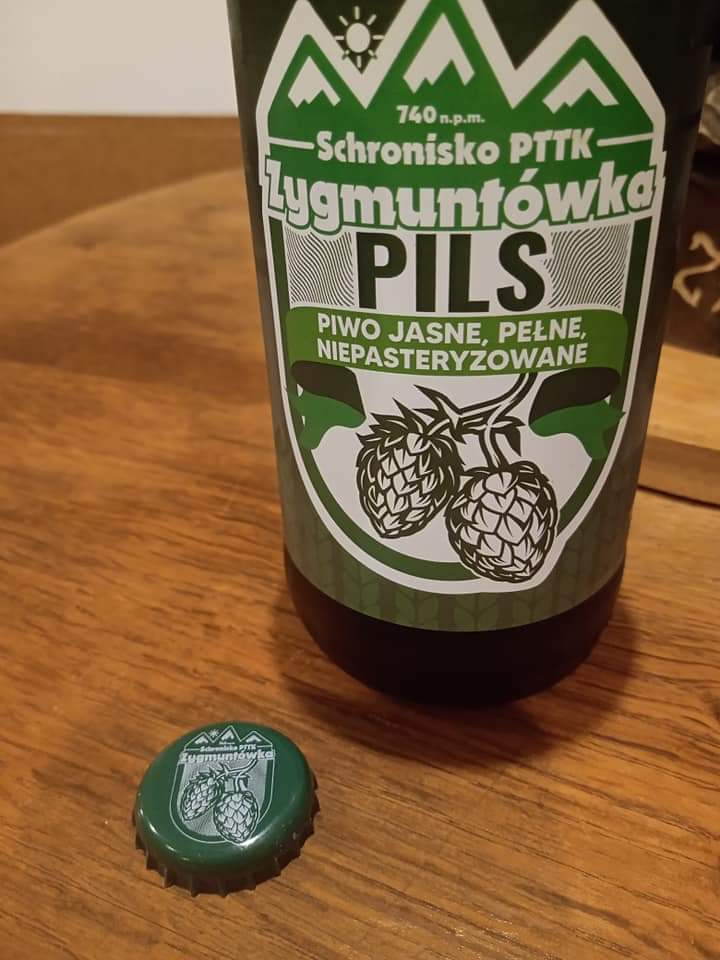 740 n.p.m.
Schronisko PTTK
Zygmuntówka
PILS
PIWO JASNE, PEŁNE,
NIEPASTERYZOWANE
Schronisko PTTK
Zygmuntówka